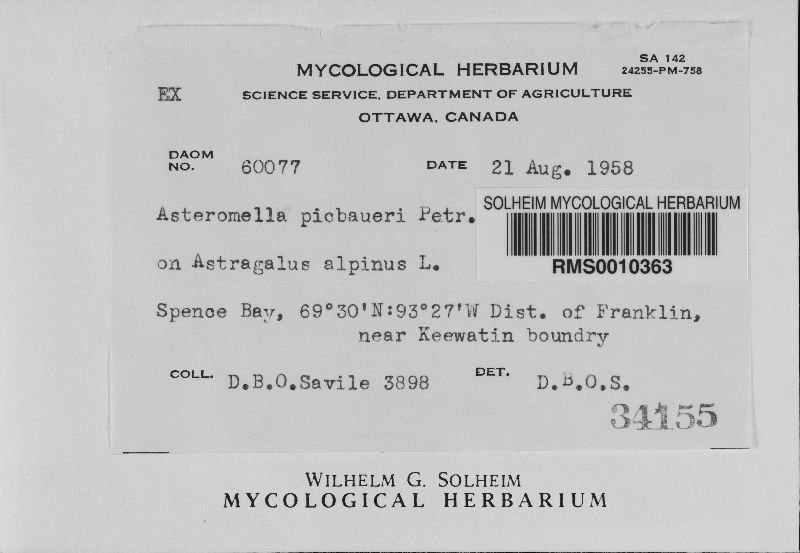 SA 142
24255-PM-758
MYCOLOGICAL HERBARIUM
EX
SCIENCE SERVICE, DEPARTMENT OF AGRICULTURE
OTTAWA, CANADA
DAOM NO. 60077 DATE 21 Aug. 1958
Asteromella picbaueri Petr.
SOLHEIM MYCOLOGICAL HERBARIUM
RMS0010363
on Astragalus alpinus L.
Spence Bay, 69°30'N:93°27'W Dist. of Franklin,
near Keewatin boundry
COLL. D.B.O.Savile 3898 DET. D.B.O.S.
34155
WILHELM G. SOLHEIM
MYCOLOGICAL HERBARIUM